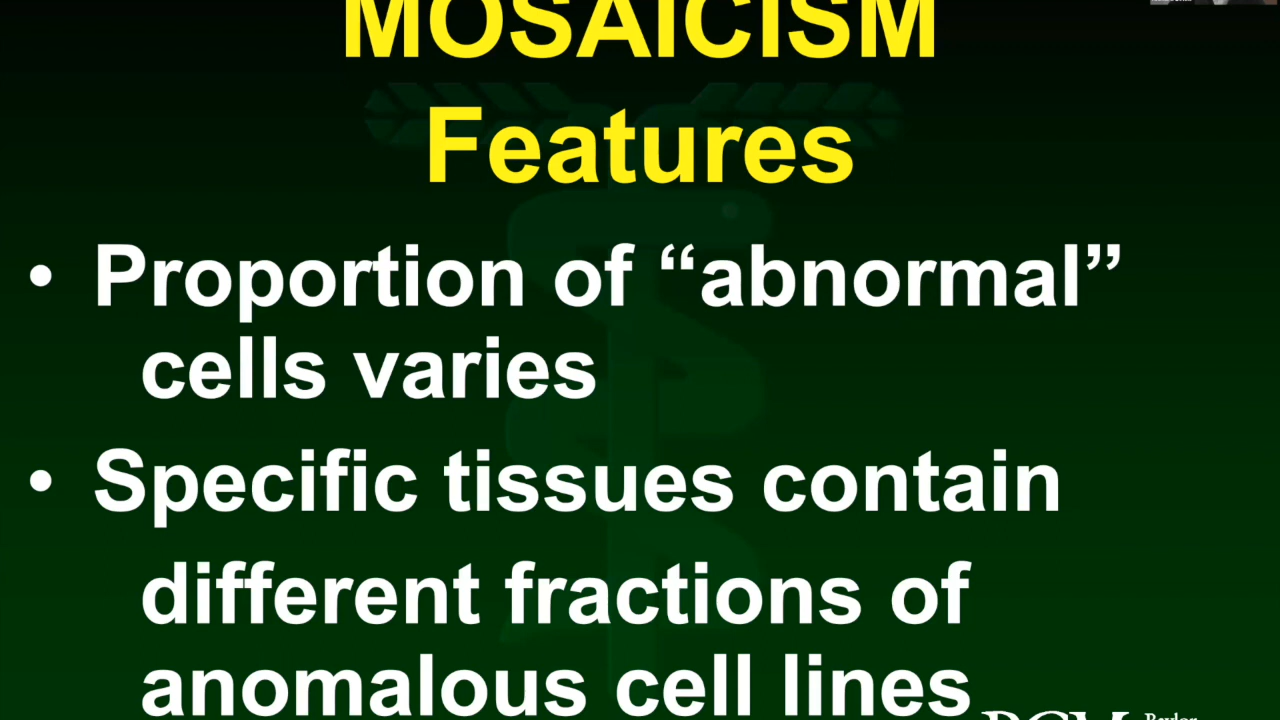 MOSAICISM
Features
• Proportion of “abnormal”
cells varies
• Specific tissues contain
different fractions of
anomalous cell lines